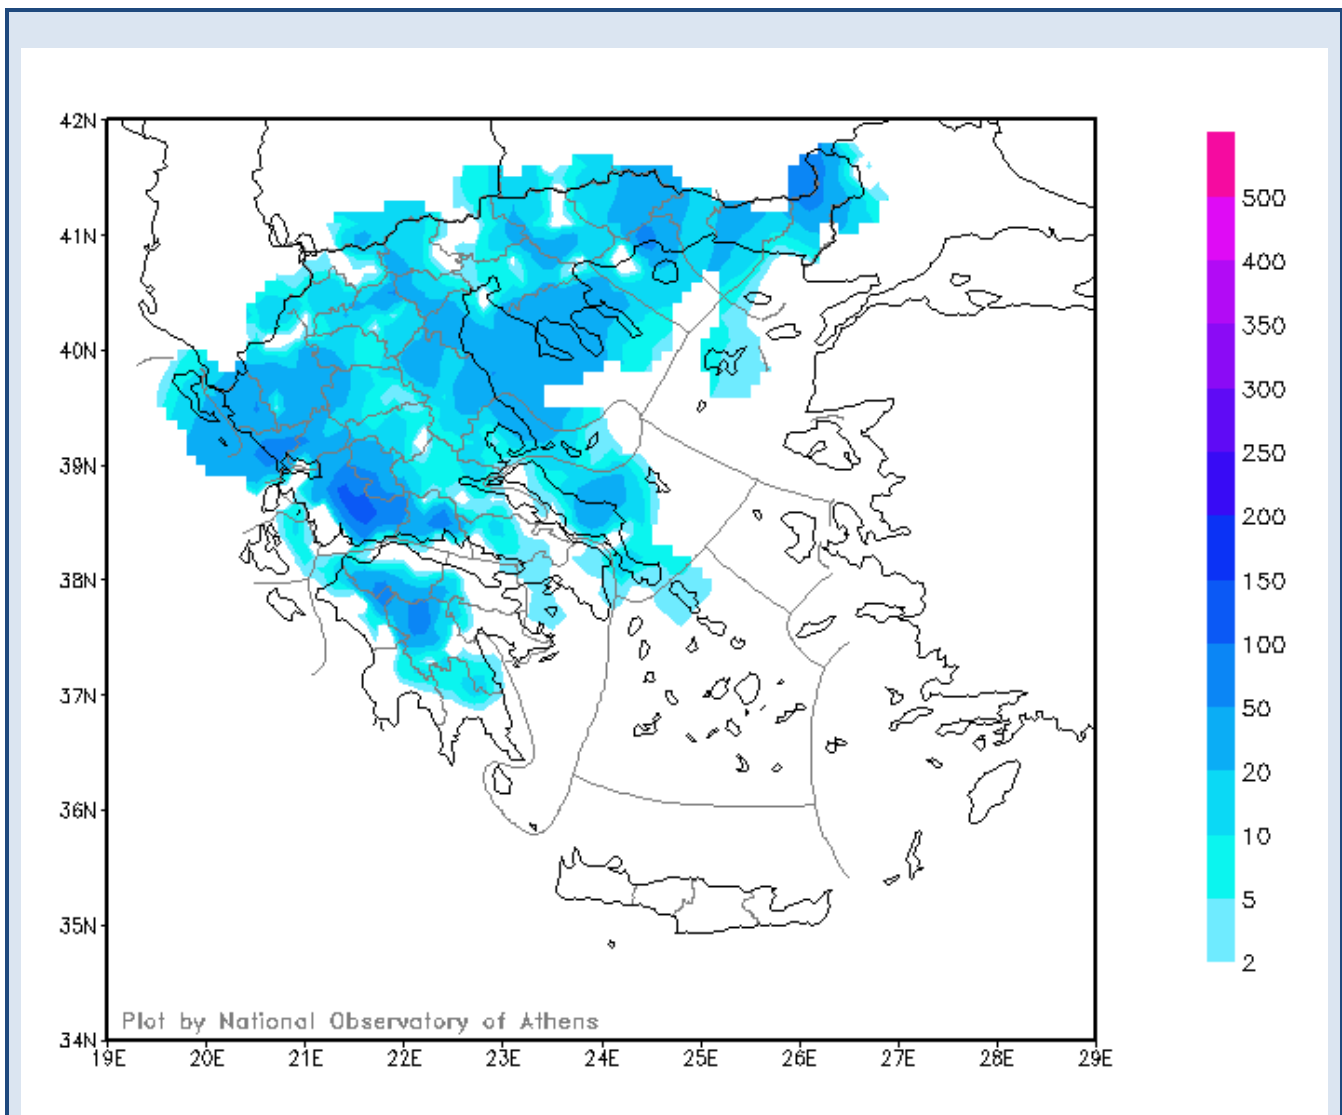 42N
41N
40N
39N
38N
37N
36N
35N
34N
19E 20E 21E 22E 23E 24E 25E 26E 27E 28E 29E
500
400
350
300
250
200
150
100
50
20
10
5
2
Plot by National Observatory of Athens